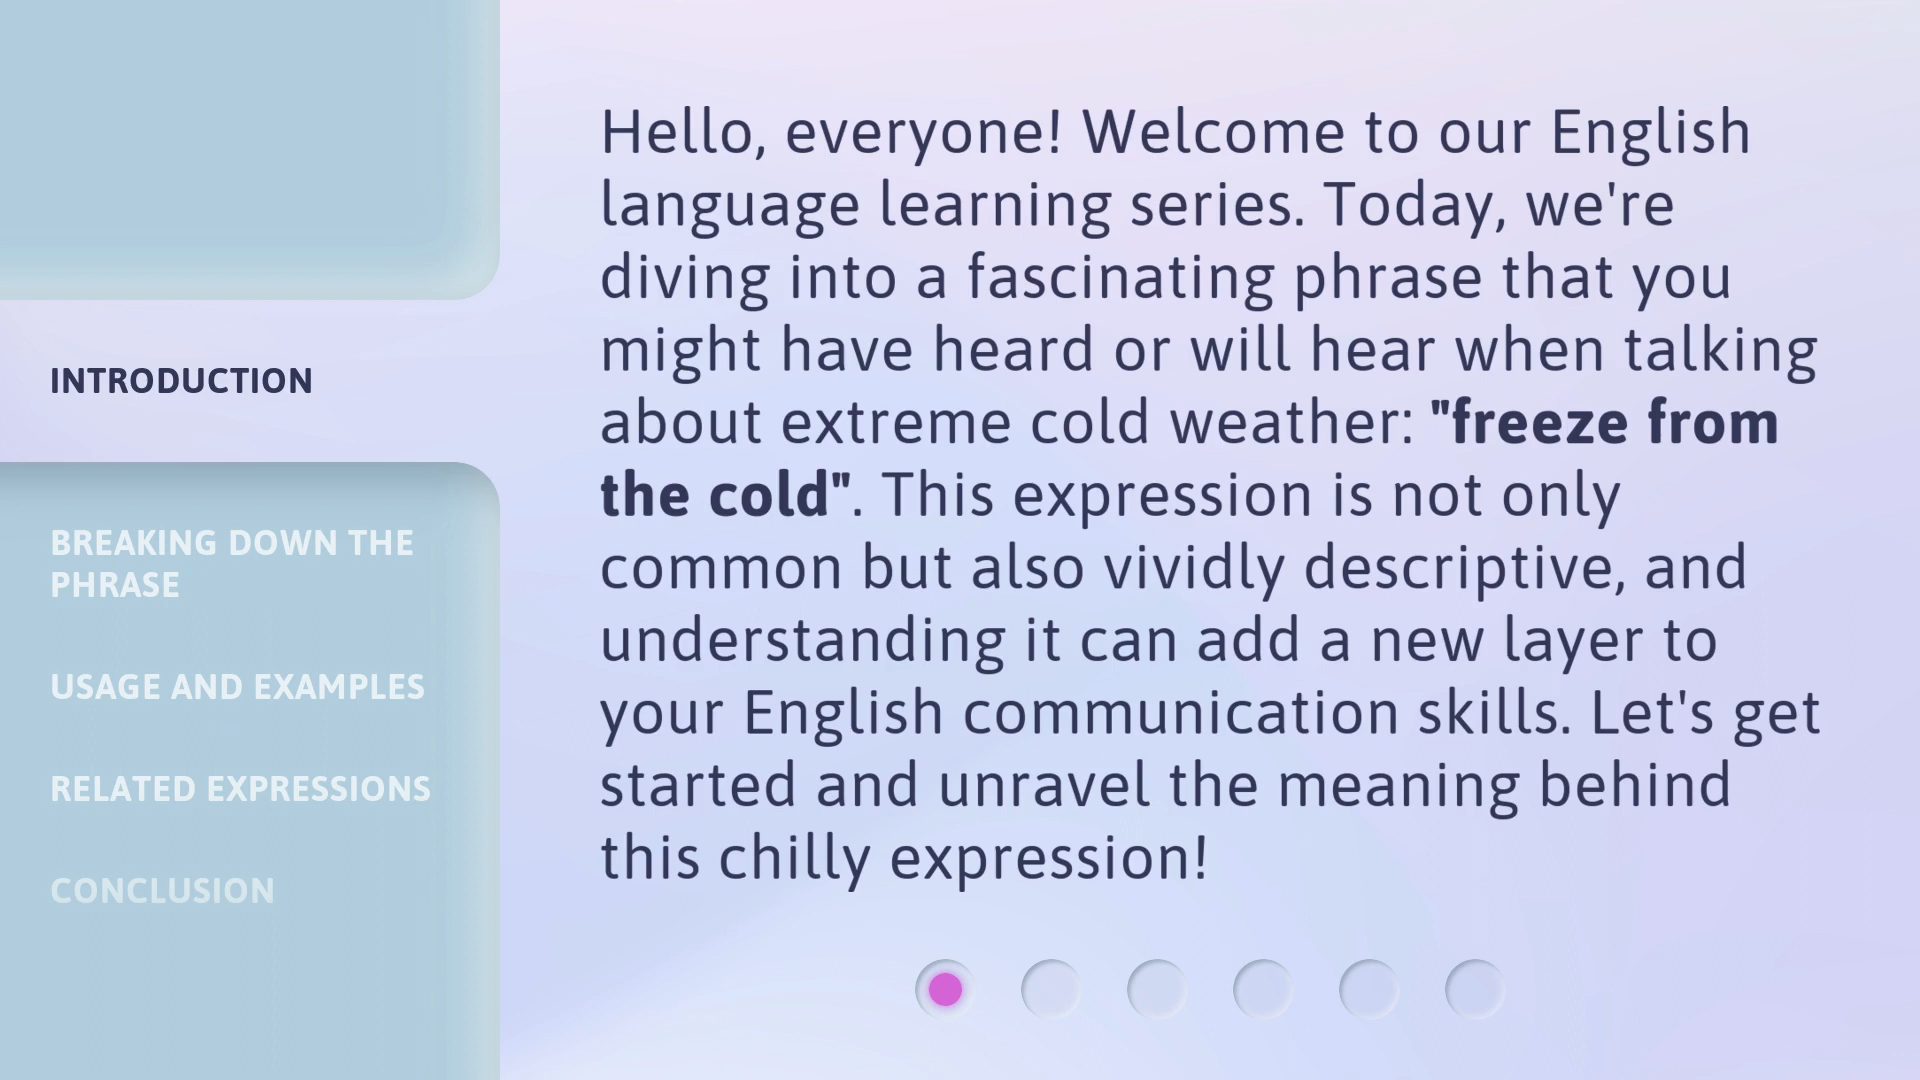 INTRODUCTION
BREAKING DOWN THE
PHRASE
USAGE AND EXAMPLES
RELATED EXPRESSIONS
CONCLUSION
Hello, everyone! Welcome to our English
language learning series. Today, we're
diving into a fascinating phrase that you
might have heard or will hear when talking
about extreme cold weather: "freeze from
the cold". This expression is not only
common but also vividly descriptive, and
understanding it can add a new layer to
your English communication skills. Let's get
started and unravel the meaning behind
this chilly expression!